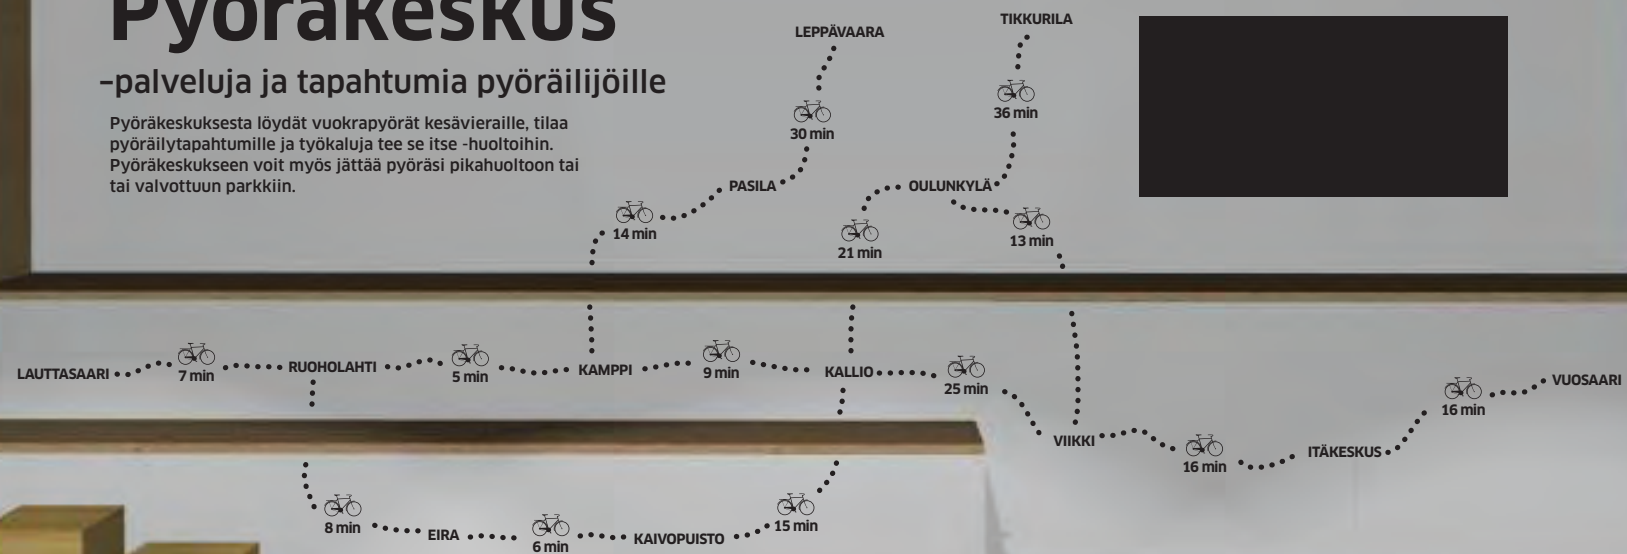 Pyöräkeskus
–palveluja ja tapahtumia pyöräilijöille
Pyöräkeskuksesta löydät vuokrapyörät kesävieraille, tilaa
pyöräilytapahtumille ja työkaluja tee se itse -huoltoihin.
Pyöräkeskukseen voit myös jättää pyöräsi pikahuoltoon tai
tai valvottuun parkkiin.
LEPPÄVAARA
TIKKURILA
30 min
36 min
PASILA
OULUNKYLÄ
14 min
21 min
13 min
LAUTTASAARI
7 min
RUOHOLAHTI
5 min
KAMPPI
9 min
KALLIO
25 min
VIIKKI
16 min
ITÄKESKUS
16 min
VUOSAARI
8 min
EIRA
6 min
KAIVOPUISTO
15 min